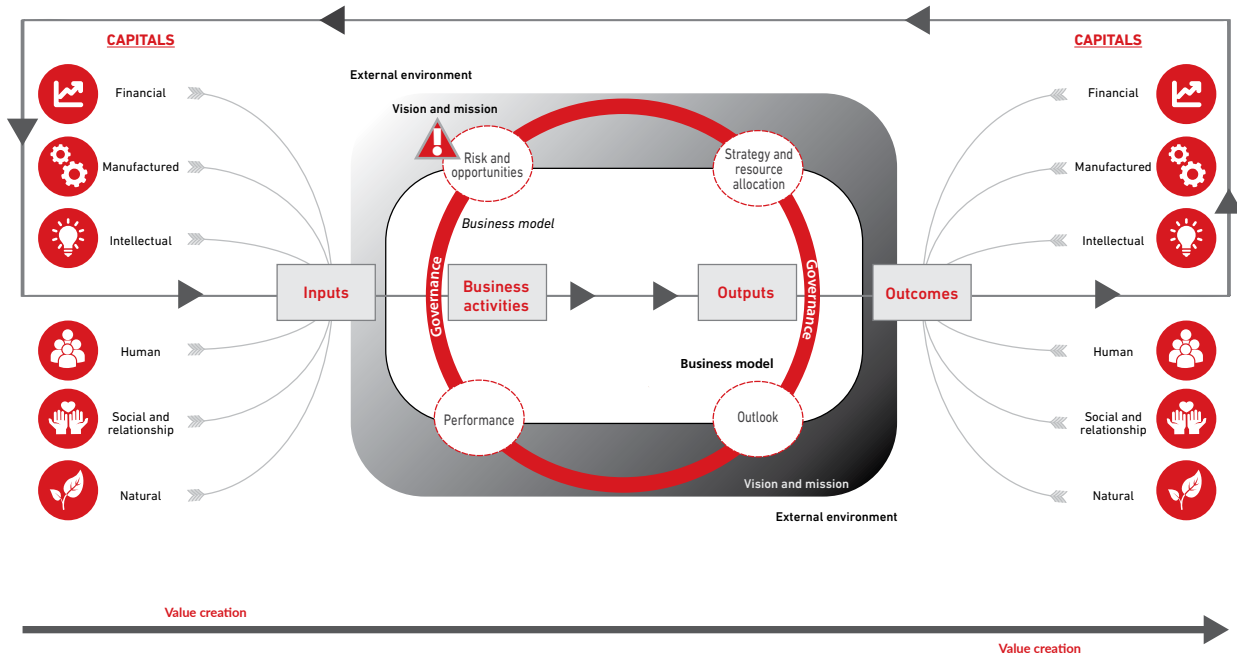 CAPITALS
Financial
Manufactured
Intellectual
Human
Social and
relationship
Natural
Inputs
External environment
Vision and mission
Risk and
opportunities
Strategy and
resource
allocation
Business model
Governance
Business
activities
Outputs
Governance
Business model
Performance
Outlook
Vision and mission
External environment
Outcomes
CAPITALS
Financial
Manufactured
Intellectual
Human
Social and
relationship
Natural
Value creation
Value creation